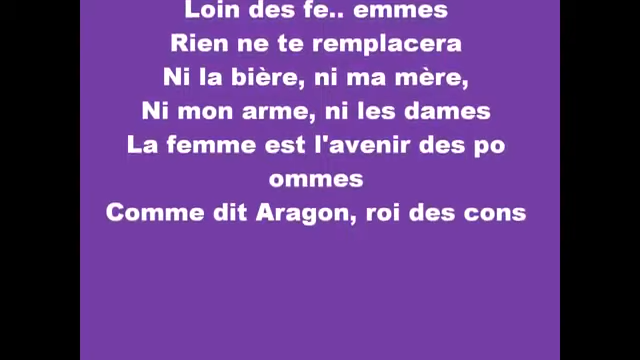 Loin des fe.. emmes
Rien ne te remplacera
Ni la bière, ni ma mère,
Ni mon arme, ni les dames
La femme est l'avenir des po
ommes
Comme dit Aragon, roi des cons